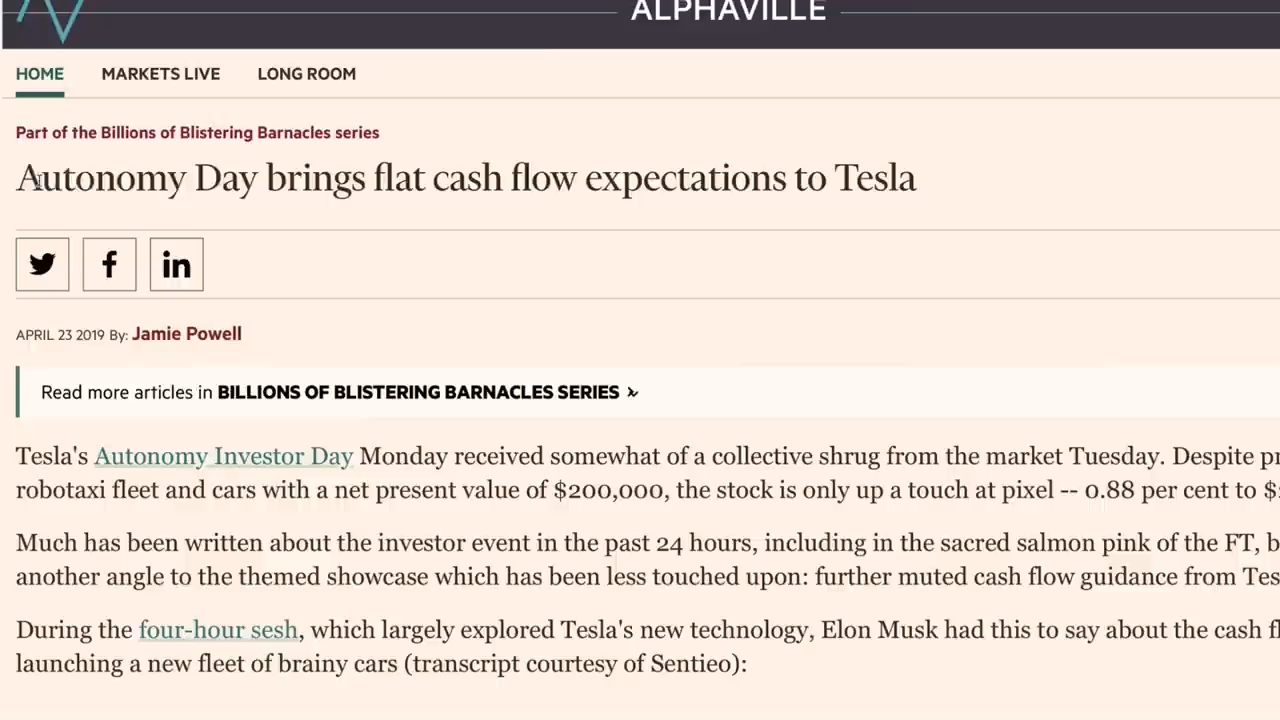 ALPHAVILLE
HOME MARKETS LIVE LONG ROOM
Part of the Billions of Blistering Barnacles series
Autonomy Day brings flat cash flow expectations to Tesla
APRIL 23 2019 By: Jamie Powell
Read more articles in BILLIONS OF BLISTERING BARNACLES SERIES
Tesla's Autonomy Investor Day Monday received somewhat of a collective shrug from the market Tuesday. Despite
robotaxi fleet and cars with a net present value of $200,000, the stock is only up a touch at pixel -- 0.88 per cent to
Much has been written about the investor event in the past 24 hours, including in the sacred salmon pink of the FT,
another angle to the themed showcase which has been less touched upon: further muted cash flow guidance from
During the four-hour sesh, which largely explored Tesla's new technology, Elon Musk had this to say about the cash
launching a new fleet of brainy cars (transcript courtesy of Sentieo):